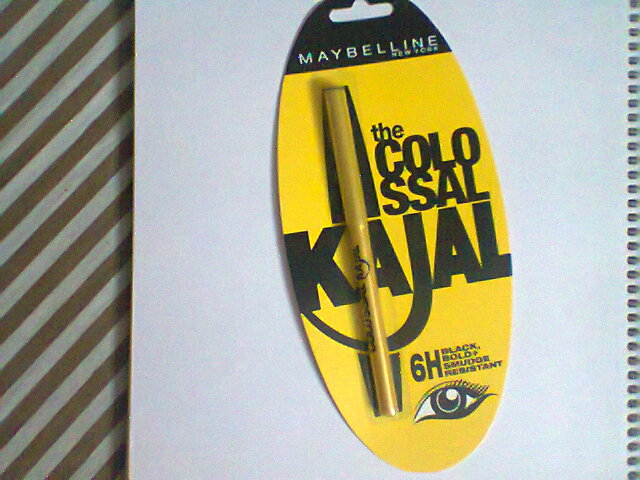 MAYBELLINE
NEW YORK
the
COLO
SSAL
KAJAL
6H
BLACK,
BOLD+
SMUDGE
RESISTANT